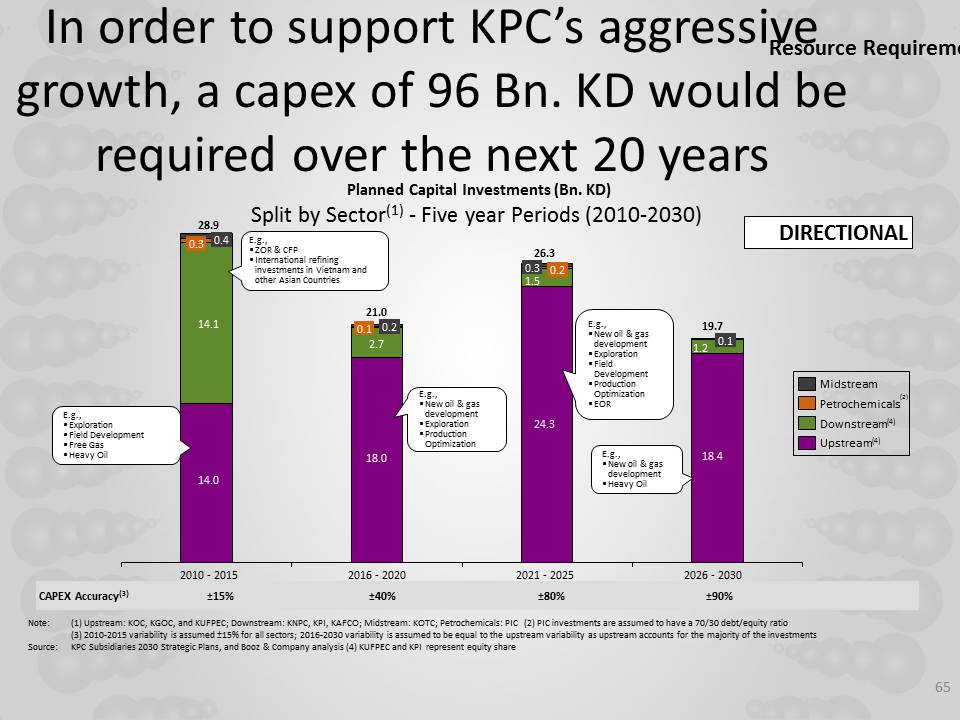 In order to support KPC’s aggressive
growth, a capex of 96 Bn. KD would be
required over the next 20 years
Resource Requireme
Planned Capital Investments (Bn. KD)
Split by Sector(1) - Five year Periods (2010-2030)
DIRECTIONAL
28.9
0.3
0.4
14.1
14.0
E.g.,
▪ZOR & CFP
▪International refining
investments in Vietnam and
other Asian Countries
E.g.,
▪Exploration
▪Field Development
▪Free Gas
▪Heavy Oil
21.0
0.1
0.2
2.7
18.0
E.g.,
▪New oil & gas
development
▪Exploration
▪Production
Optimization
26.3
0.3
0.2
1.5
24.3
E.g.,
▪New oil & gas
development
▪Exploration
▪Field
Development
▪Production
Optimization
▪EOR
19.7
0.1
1.2
18.4
E.g.,
▪New oil & gas
development
▪Heavy Oil
Midstream
Petrochemicals(2)
Downstream(4)
Upstream(4)
2010 - 2015
2016 - 2020
2021 - 2025
2026 - 2030
CAPEX Accuracy(3) ±15% ±40% ±80% ±90%
Note: (1) Upstream: KOC, KGOC, and KUFPEC; Downstream: KNPC, KPI, KAFCO; Midstream: KOTC; Petrochemicals: PIC (2) PIC investments are assumed to have a 70/30 debt/equity ratio
(3) 2010-2015 variability is assumed ±15% for all sectors; 2016-2030 variability is assumed to be equal to the upstream variability as upstream accounts for the majority of the investments
Source: KPC Subsidiaries 2030 Strategic Plans, and Booz & Company analysis (4) KUFPEC and KPI represent equity share
65